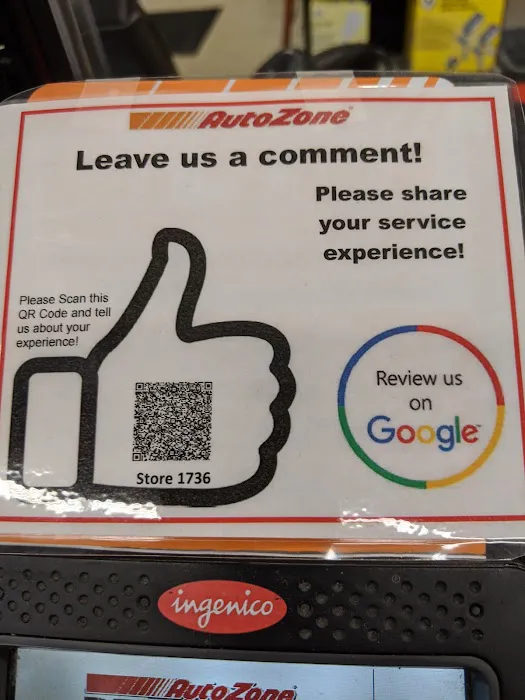 AutoZone
Leave us a comment!
Please share
your service
experience!
Please Scan this
QR Code and tell
us about your
experience!
Store 1736
Review us
on
Google
ingenico
AutoZone